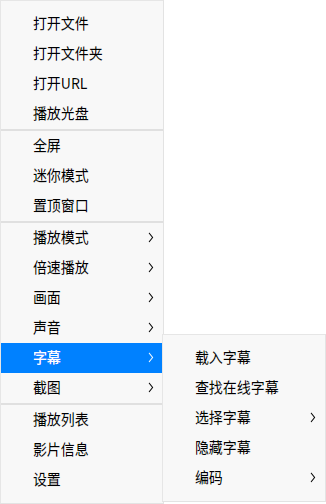 打开文件
打开文件夹
打开URL
播放光盘
全屏
迷你模式
置顶窗口
播放模式
倍速播放
画面
声音
字幕
截图
播放列表
影片信息
设置
载入字幕
查找在线字幕
选择字幕
隐藏字幕
编码